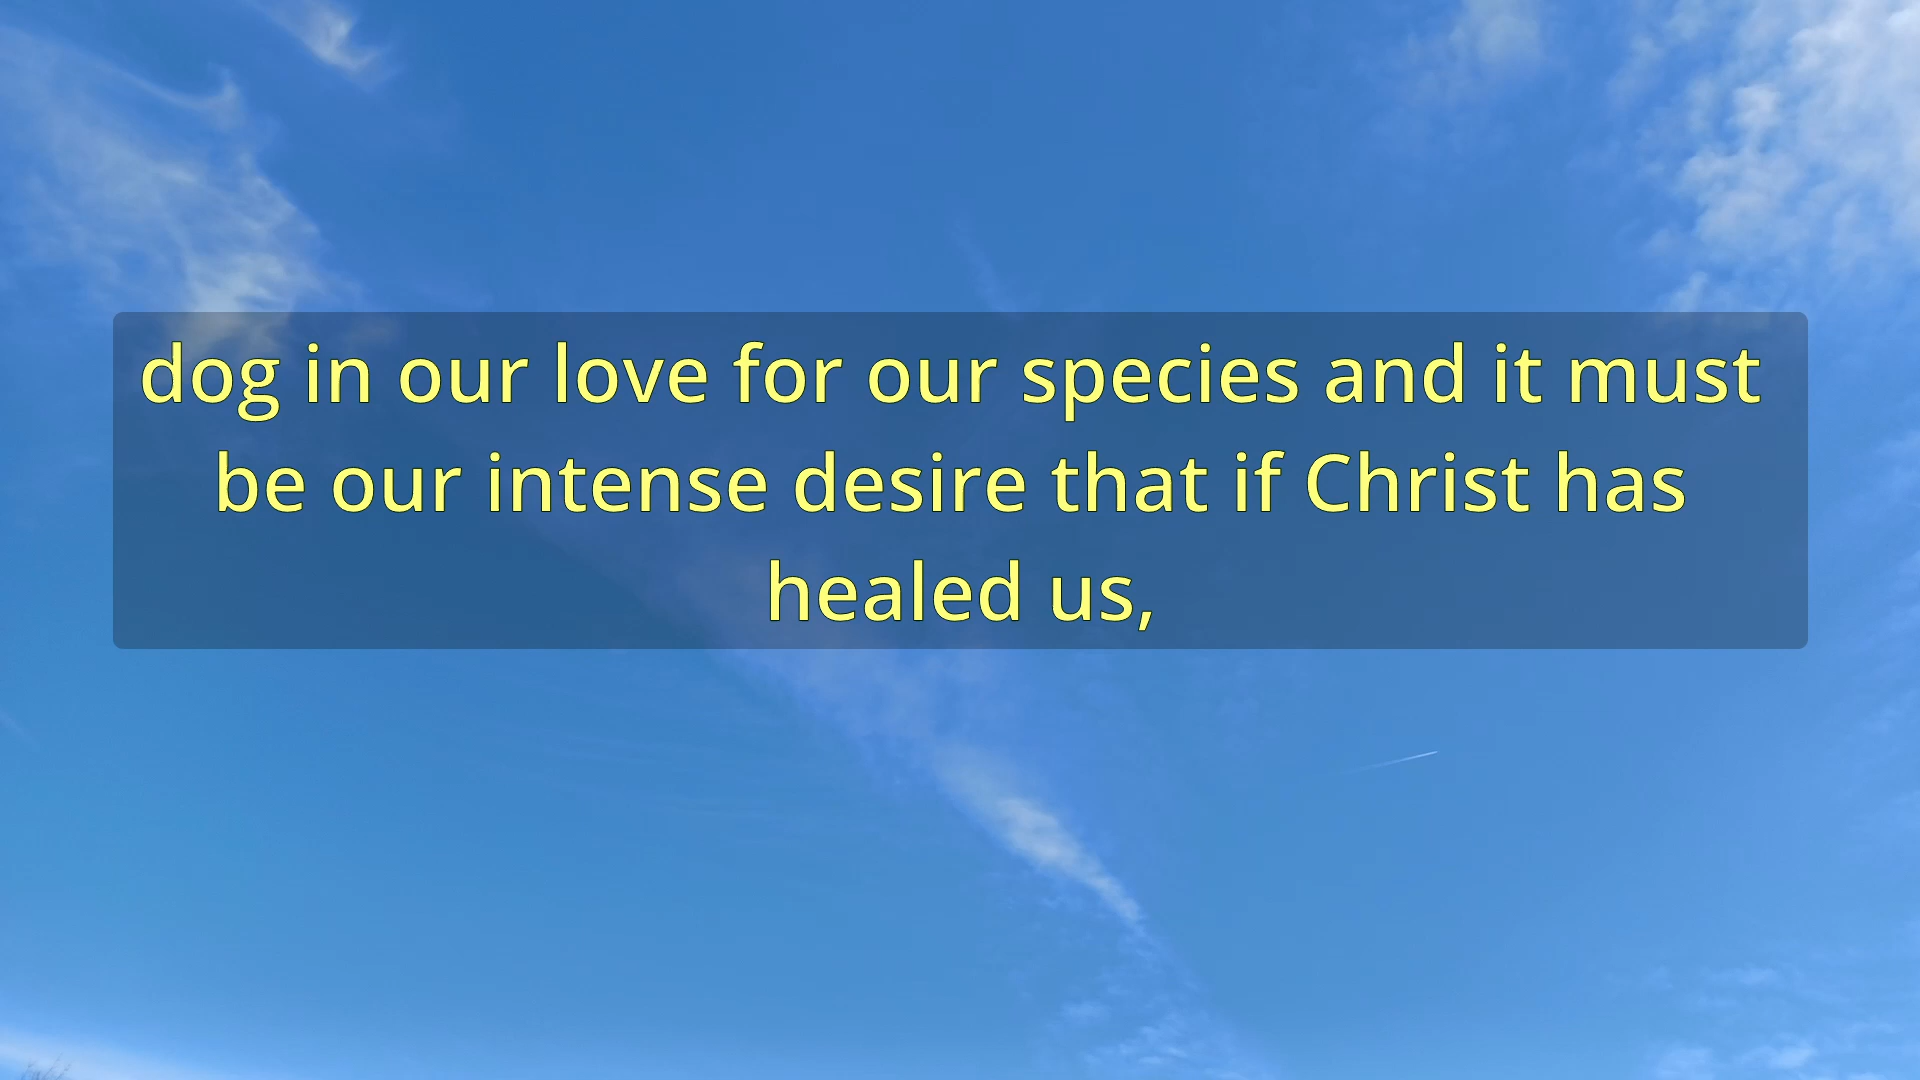 dog in our love for our species and it must
be our intense desire that if Christ has
healed us,